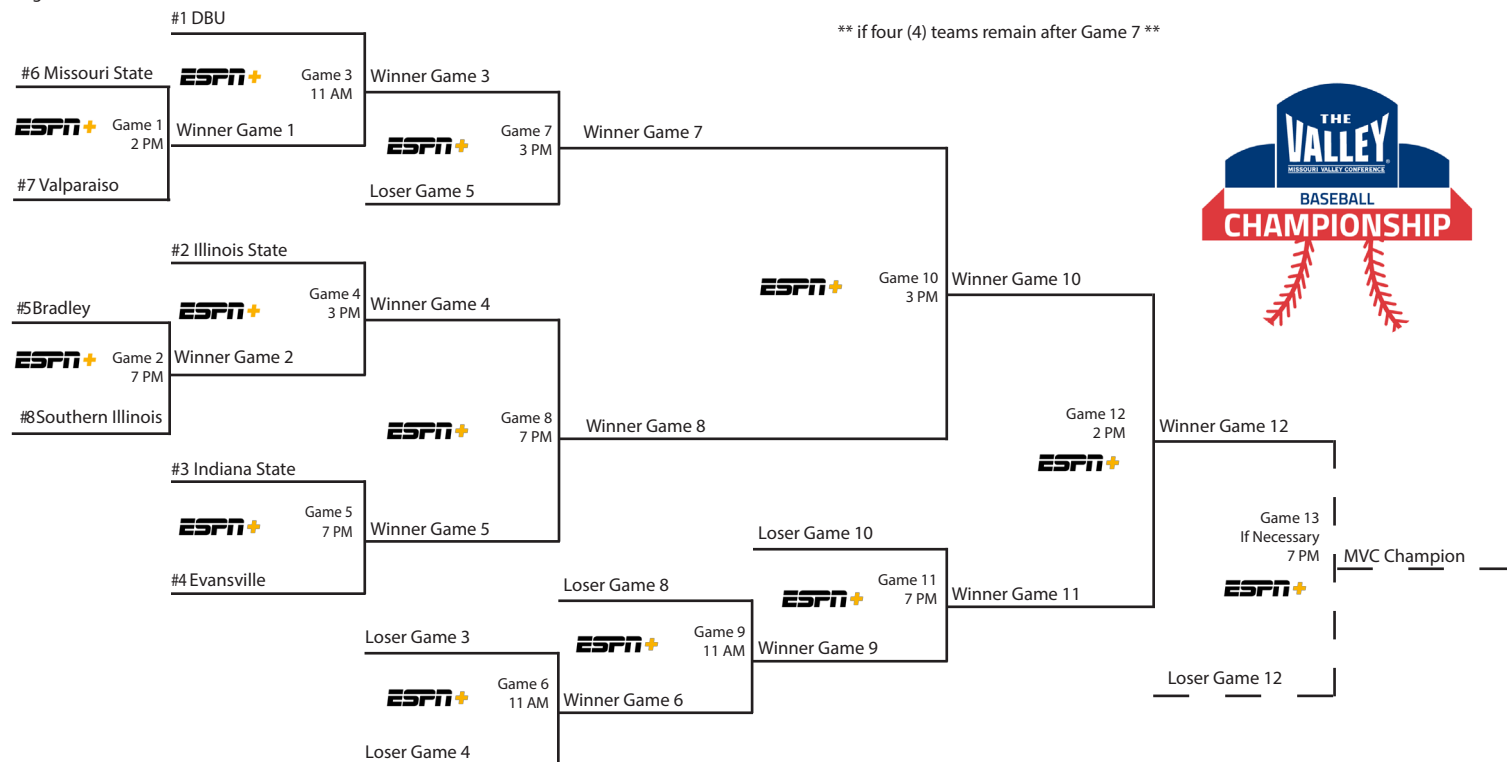 #1 DBU
** if four (4) teams remain after Game 7 **
#6 Missouri State
ESPN+
Game 3
11 AM
Winner Game 3
ESPN+
Game 1
2 PM
Winner Game 1
#7 Valparaiso
ESPN+
Game 7
3 PM
Winner Game 7
Loser Game 5
THE
VALLEY
MISSOURI VALLEY CONFERENCE
BASEBALL
CHAMPIONSHIP
#2 Illinois State
#5Bradley
ESPN+
Game 4
3 PM
Winner Game 4
ESPN+
Game 2
7 PM
Winner Game 2
#8Southern Illinois
ESPN+
Game 10
3 PM
Winner Game 10
ESPN+
Game 8
7 PM
Winner Game 8
#3 Indiana State
ESPN+
Game 5
7 PM
Winner Game 5
#4 Evansville
Game 12
2 PM
ESPN+
Winner Game 12
Loser Game 10
Loser Game 8
ESPN+
Game 11
7 PM
Winner Game 11
Loser Game 3
ESPN+
Game 9
11 AM
Winner Game 9
ESPN+
Game 6
11 AM
Winner Game 6
Loser Game 4
Game 13
If Necessary
7 PM
ESPN+
MVC Champion
Loser Game 12